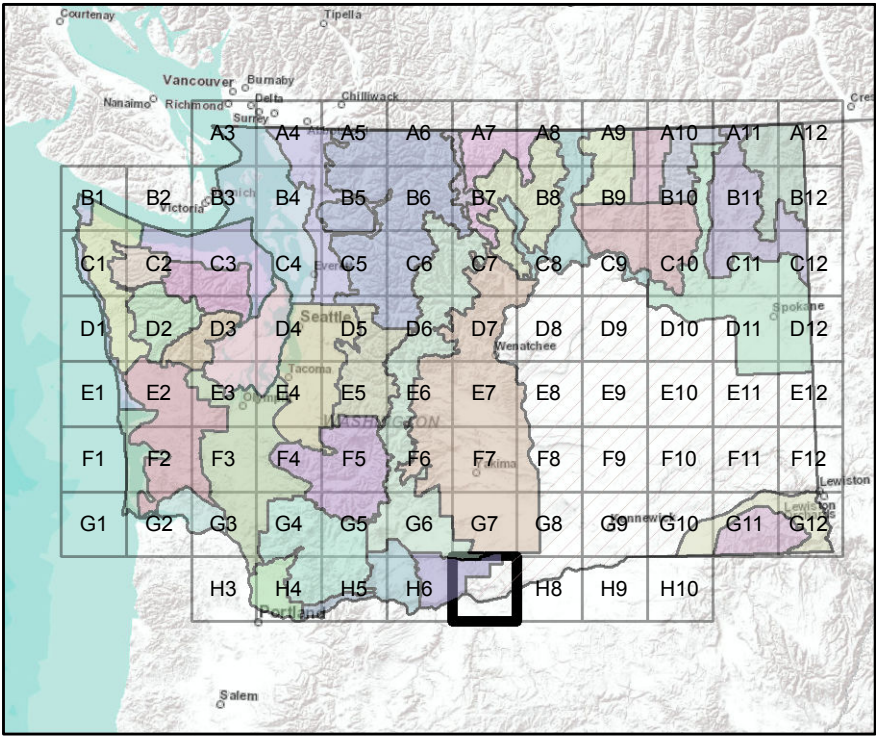 Courtenay
Tipella
Vancouver
Burnaby
Nanaimo
Richmond
Delta
Chilliwack
Cres
Surrey
A3 A4 A5 A6 A7 A8 A9 A10 A11 A12
B1 B2 B3 B4 B5 B6 B7 B8 B9 B10 B11 B12
Victoria
C1 C2 C3 C4 C5 C6 C7 C8 C9 C10 C11 C12
Evere
Spokane
Seattle
D1 D2 D3 D4 D5 D6 D7 D8 D9 D10 D11 D12
Wenatchee
Tacoma
E1 E2 E3 E4 E5 E6 E7 E8 E9 E10 E11 E12
Olymp
WASHINGTON
F1 F2 F3 F4 F5 F6 F7 F8 F9 F10 F11 F12
Yakima
Lewiston
Lewiston
Orchards
G1 G2 G3 G4 G5 G6 G7 G8 G9 G10 G11 G12
Kennewick
H3 H4 H5 H6 H8 H9 H10
Portland
Salem